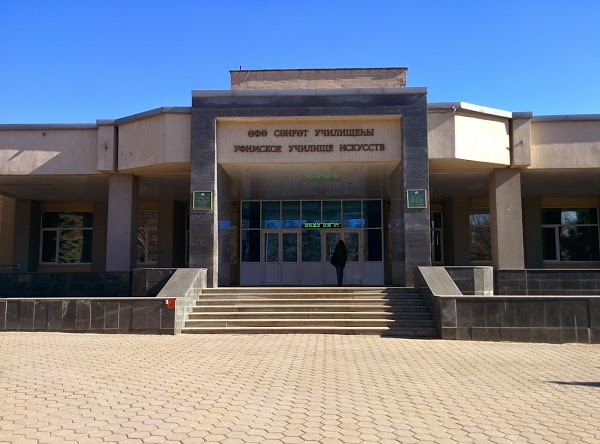 ӨФӨ СӘНҒӘТ УЧИЛИЩЕҺЫ
УФИМСКОЕ УЧИЛИЩЕ ИСКУССТВ